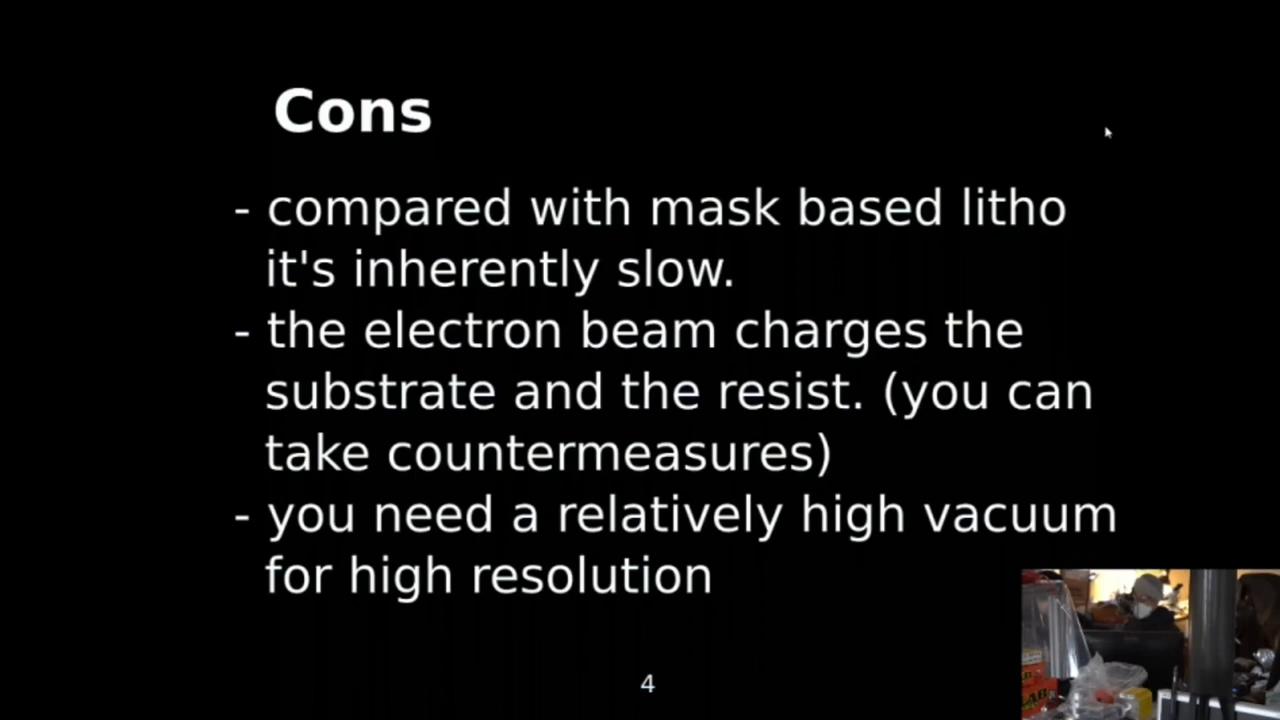 Cons
- compared with mask based litho
it's inherently slow.
- the electron beam charges the
substrate and the resist. (you can
take countermeasures)
- you need a relatively high vacuum
for high resolution
4